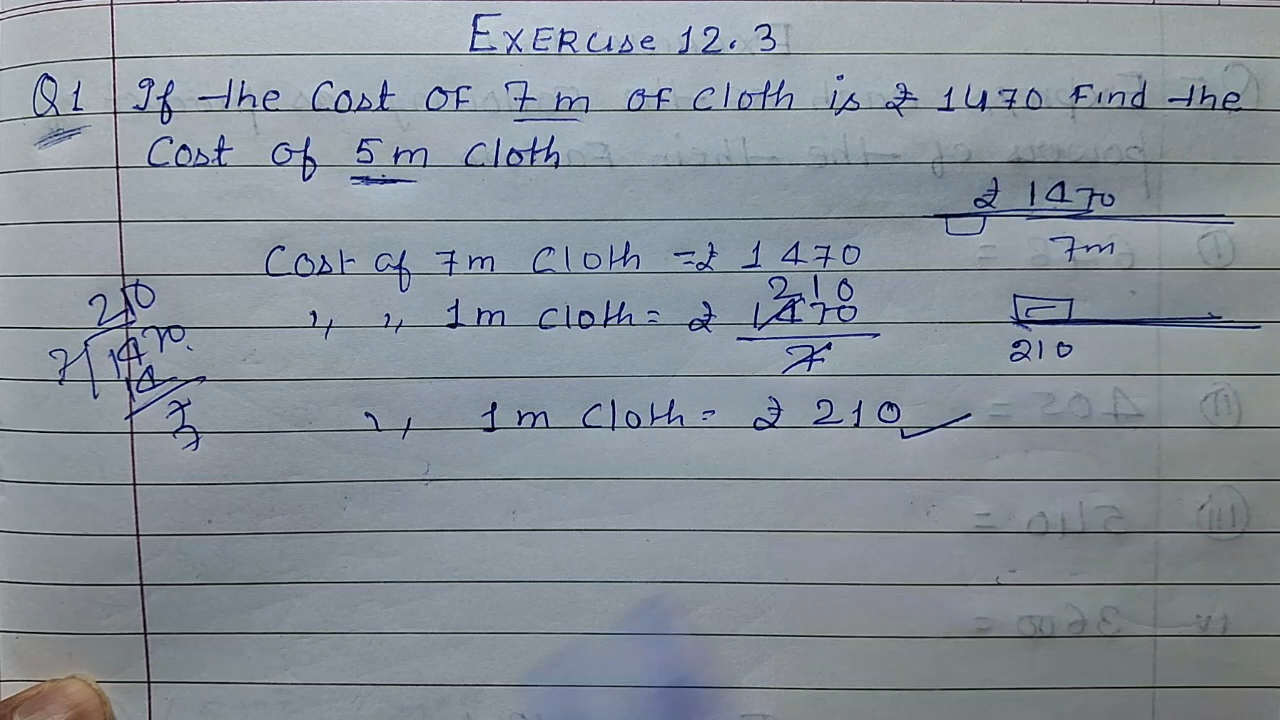 Exercise 12.3
Q1 If the Cost of 7 m of cloth is ₹ 1470 Find the
Cost of 5 m cloth
₹ 1470
7m
Cost of 7m Cloth = ₹ 1470
,, ,, 1m cloth = ₹ 1470
210
7
210
7 1470
14
7
7
210
,, 1m cloth = ₹ 210